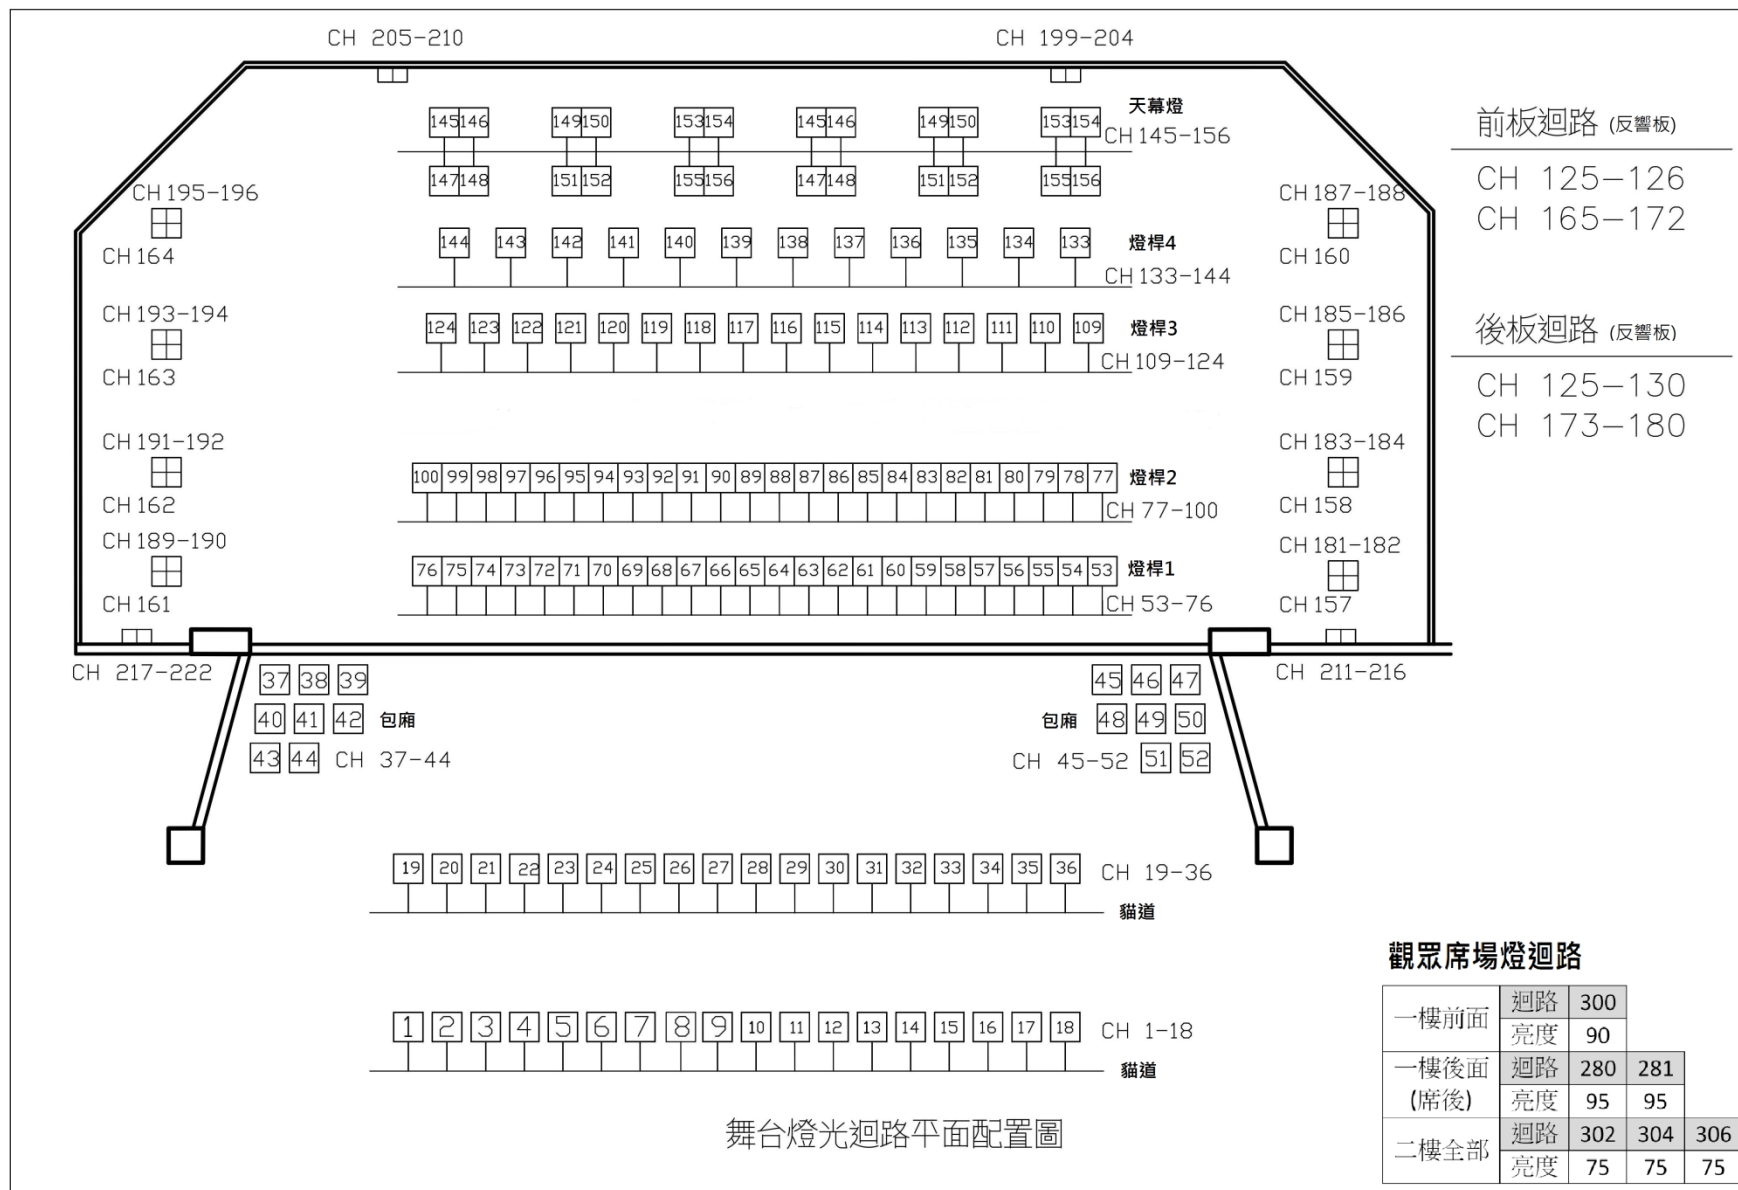 CH 205-210
CH 199-204
天幕燈
145 146 149 150 153 154 145 146 149 150 153 154
CH 145-156
147 148 151 152 155 156 147 148 151 152 155 156
前板迴路 (反響板)
CH 125-126
CH 165-172
後板迴路 (反響板)
CH 125-130
CH 173-180
CH 195-196
CH 164
CH 187-188
CH 160
144 143 142 141 140 139 138 137 136 135 134 133
燈桿4
CH 133-144
CH 193-194
CH 163
124 123 122 121 120 119 118 117 116 115 114 113 112 111 110 109
燈桿3
CH 109-124
CH 185-186
CH 159
CH 191-192
CH 162
100 99 98 97 96 95 94 93 92 91 90 89 88 87 86 85 84 83 82 81 80 79 78 77
燈桿2
CH 77-100
CH 183-184
CH 158
CH 189-190
CH 161
76 75 74 73 72 71 70 69 68 67 66 65 64 63 62 61 60 59 58 57 56 55 54 53
燈桿1
CH 53-76
CH 181-182
CH 157
CH 217-222
CH 211-216
37 38 39
40 41 42 包廂
43 44 CH 37-44
45 46 47
包廂 48 49 50
CH 45-52 51 52
19 20 21 22 23 24 25 26 27 28 29 30 31 32 33 34 35 36 CH 19-36
貓道
1 2 3 4 5 6 7 8 9 10 11 12 13 14 15 16 17 18 CH 1-18
貓道
舞台燈光迴路平面配置圖
觀眾席場燈迴路
一樓前面 迴路 300
亮度 90
一樓後面 迴路 280 281
(席後) 亮度 95 95
二樓全部 迴路 302 304 306
亮度 75 75 75